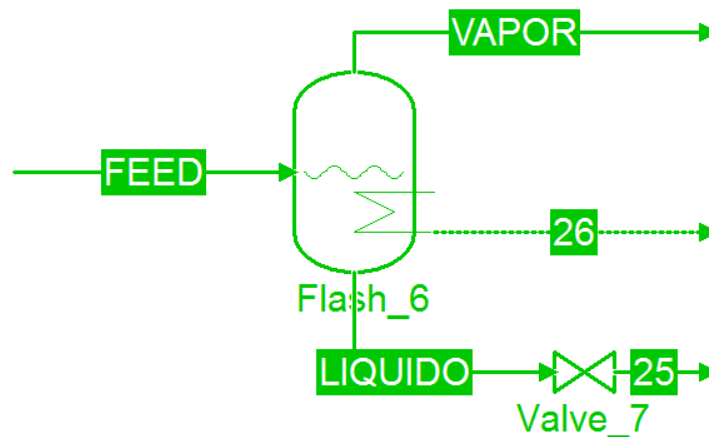 VAPOR
FEED
26
Flash_6
LIQUIDO
25
Valve_7